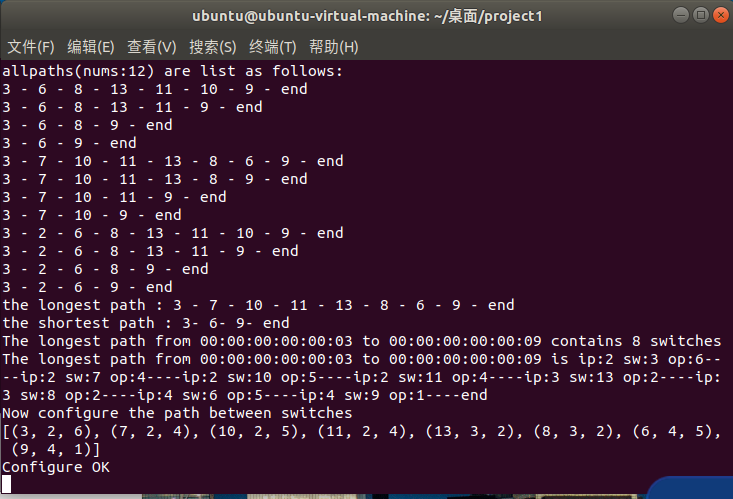 ubuntu@ubuntu-virtual-machine: ~/桌面/project1
文件(F) 编辑(E) 查看(V) 搜索(S) 终端(T) 帮助(H)
allpaths(nums:12) are list as follows:
3 - 6 - 8 - 13 - 11 - 10 - 9 - end
3 - 6 - 8 - 13 - 11 - 9 - end
3 - 6 - 8 - 9 - end
3 - 6 - 9 - end
3 - 7 - 10 - 11 - 13 - 8 - 6 - 9 - end
3 - 7 - 10 - 11 - 13 - 8 - 9 - end
3 - 7 - 10 - 11 - 9 - end
3 - 7 - 10 - 9 - end
3 - 2 - 6 - 8 - 13 - 11 - 10 - 9 - end
3 - 2 - 6 - 8 - 13 - 11 - 9 - end
3 - 2 - 6 - 8 - 9 - end
3 - 2 - 6 - 9 - end
the longest path : 3 - 7 - 10 - 11 - 13 - 8 - 6 - 9 - end
the shortest path : 3- 6- 9- end
The longest path from 00:00:00:00:00:03 to 00:00:00:00:00:09 contains 8 switches
The longest path from 00:00:00:00:00:03 to 00:00:00:00:00:09 is ip:2 sw:3 op:6--
--ip:2 sw:7 op:4----ip:2 sw:10 op:5----ip:2 sw:11 op:4----ip:3 sw:13 op:2----ip:
3 sw:8 op:2----ip:4 sw:6 op:5----ip:4 sw:9 op:1----end
Now configure the path between switches
[(3, 2, 6), (7, 2, 4), (10, 2, 5), (11, 2, 4), (13, 3, 2), (8, 3, 2), (6, 4, 5),
(9, 4, 1)]
Configure OK